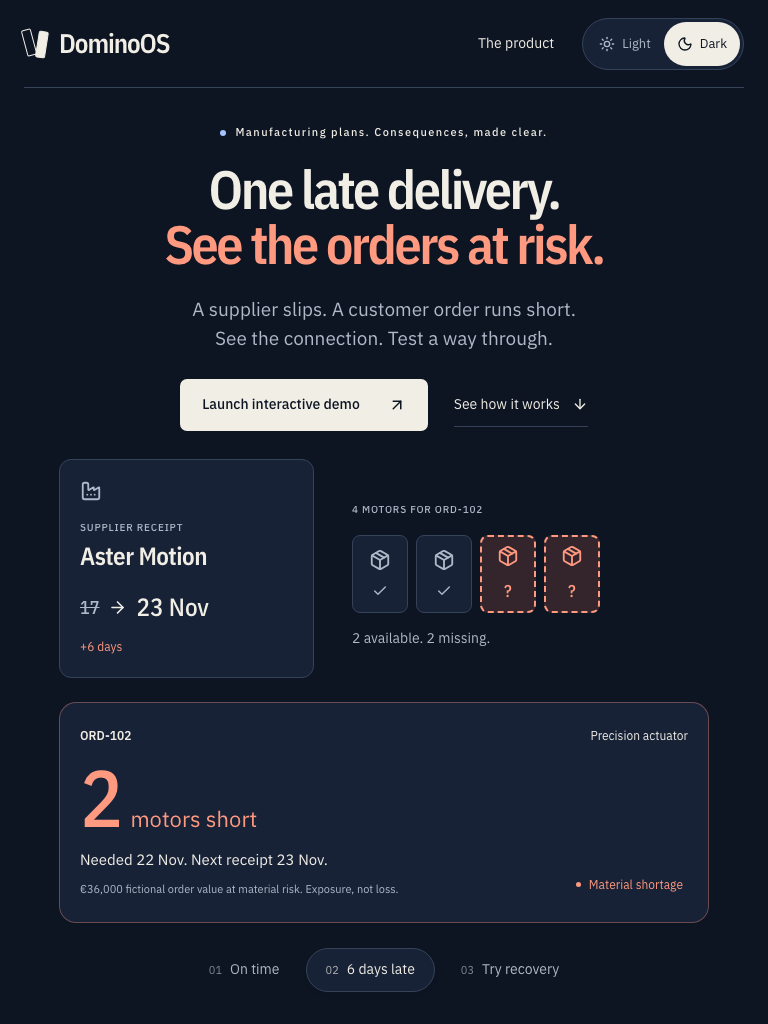 DominoOS
The product
Light
Dark
Manufacturing plans. Consequences, made clear.
One late delivery.
See the orders at risk.
A supplier slips. A customer order runs short.
See the connection. Test a way through.
Launch interactive demo
See how it works
SUPPLIER RECEIPT
Aster Motion
17 → 23 Nov
+6 days
4 MOTORS FOR ORD-102
? ?
2 available. 2 missing.
ORD-102
Precision actuator
2 motors short
Needed 22 Nov. Next receipt 23 Nov.
€36,000 fictional order value at material risk. Exposure, not loss.
Material shortage
01 On time
02 6 days late
03 Try recovery